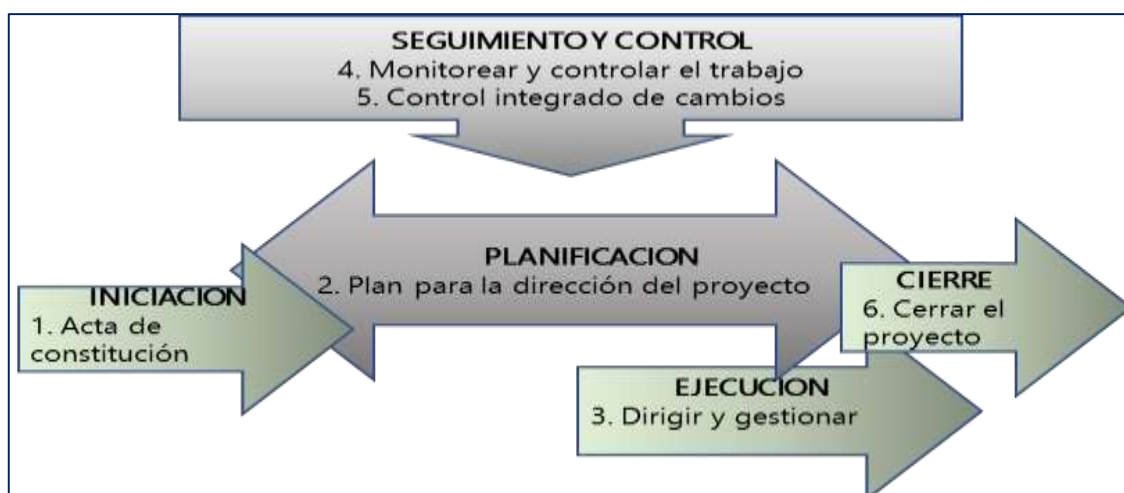 SEGUIMIENTO Y CONTROL
4. Monitorear y controlar el trabajo
5. Control integrado de cambios
PLANIFICACION
2. Plan para la dirección del proyecto
INICIACION
1. Acta de
constitución
CIERRE
6. Cerrar el
proyecto
EJECUCION
3. Dirigir y gestionar